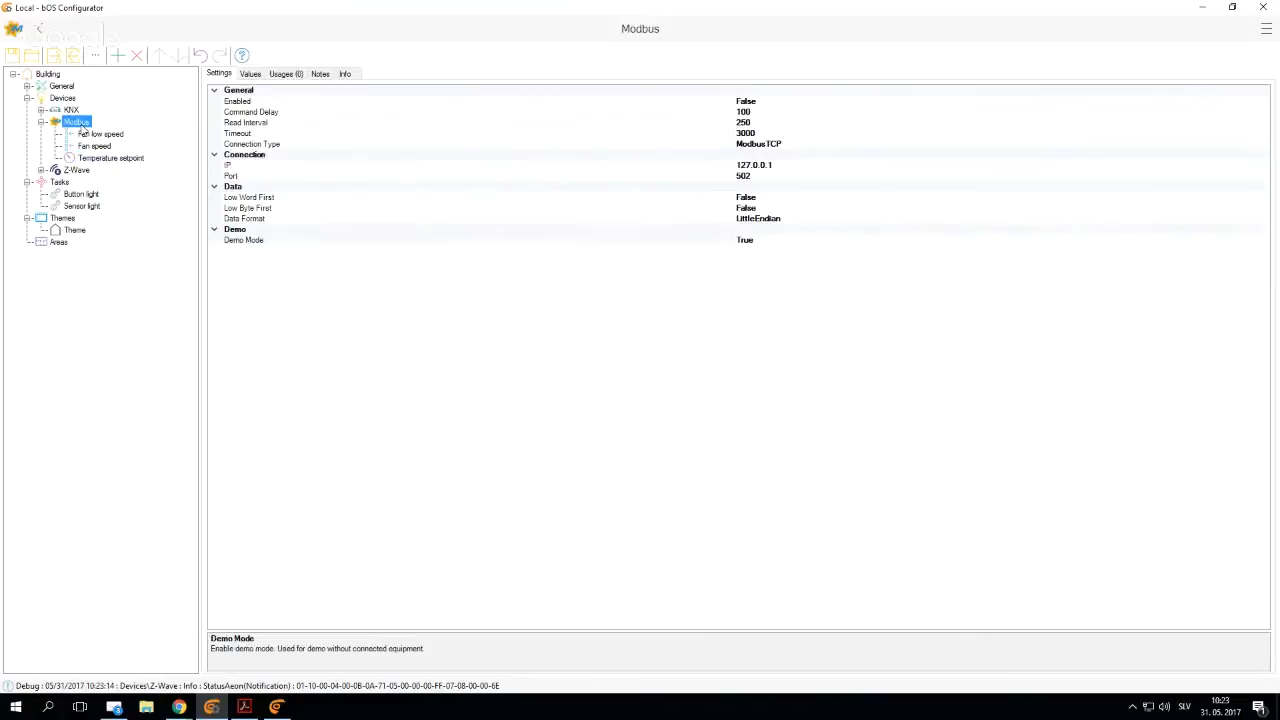 Local - bOS Configurator
Modbus
Building
General
Devices
KNX
Modbus
Fan low speed
Fan speed
Temperature setpoint
Z-Wave
Tasks
Button light
Sensor light
Themes
Theme
Areas
Settings Values Usages (0) Notes Info
General
Enabled False
Command Delay 100
Read Interval 250
Timeout 3000
Connection Type ModbusTCP
Connection
IP 127.0.0.1
Port 502
Data
Low Word First False
Low Byte First False
Data Format LittleEndian
Demo
Demo Mode True
Demo Mode
Enable demo mode. Used for demo without connected equipment.
Debug : 05/31/2017 10:23:14 : Devices\Z-Wave : Info : StatusAeon(Notification) : 01-10-00-04-00-0B-0A-71-05-00-00-00-FF-07-08-00-00-6E
SLV
10:23
31. 05. 2017